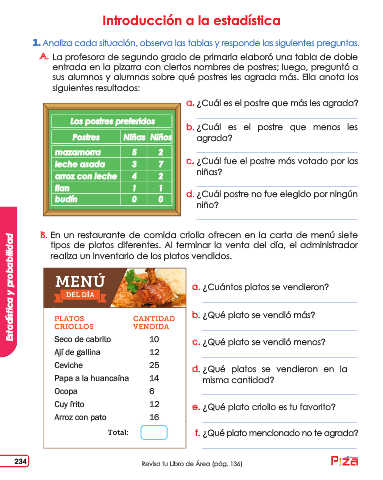 Introducción a la estadística
1. Analiza cada situación, observa las tablas y responde las siguientes preguntas.
A. La profesora de segundo grado de primaria elaboró una tabla de doble
entrada en la pizarra con ciertos nombres de postres; luego, preguntó a
sus alumnos y alumnas sobre qué postres les agrada más. Ella anota los
siguientes resultados:
Los postres preferidos
Postres Niñas Niños
mazamorra 5 2
leche asada 3 7
arroz con leche 4 2
flan 1 1
budín 0 0
a. ¿Cuál es el postre que más les agrada?
b. ¿Cuál es el postre que menos les
agrada?
c. ¿Cuál fue el postre más votado por las
niñas?
d. ¿Cuál postre no fue elegido por ningún
niño?
B. En un restaurante de comida criolla ofrecen en la carta de menú siete
tipos de platos diferentes. Al terminar la venta del día, el administrador
realiza un inventario de los platos vendidos.
MENÚ
DEL DÍA
PLATOS CANTIDAD
CRIOLLOS VENDIDA
Seco de cabrito 10
Ají de gallina 12
Ceviche 25
Papa a la huancaína 14
Ocopa 6
Cuy frito 12
Arroz con pato 16
Total:
a. ¿Cuántos platos se vendieron?
b. ¿Qué plato se vendió más?
c. ¿Qué plato se vendió menos?
d. ¿Qué platos se vendieron en la
misma cantidad?
e. ¿Qué plato criollo es tu favorito?
f. ¿Qué plato mencionado no te agrada?
Estadística y probabilidad
234
Revisa tu Libro de Área (pág. 136)